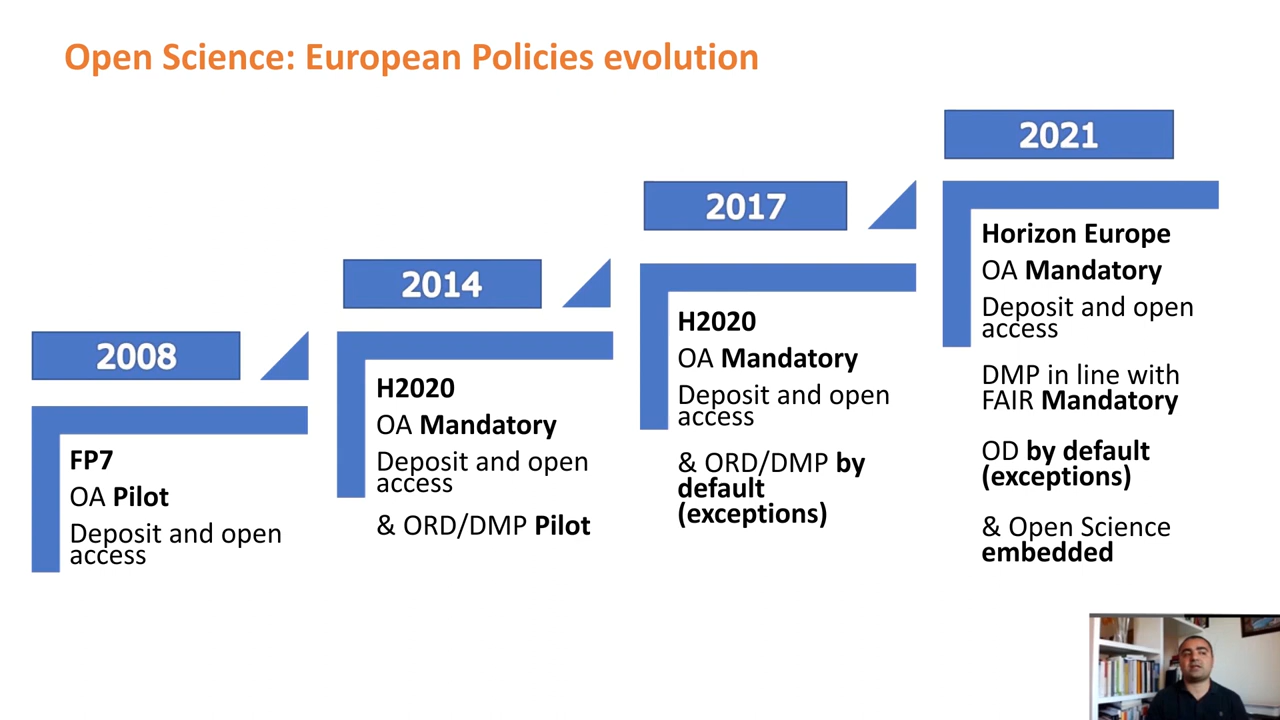 Open Science: European Policies evolution
2008
FP7
OA Pilot
Deposit and open
access
2014
H2020
OA Mandatory
Deposit and open
access
& ORD/DMP Pilot
2017
H2020
OA Mandatory
Deposit and open
access
& ORD/DMP by
default
(exceptions)
2021
Horizon Europe
OA Mandatory
Deposit and open
access
DMP in line with
FAIR Mandatory
OD by default
(exceptions)
& Open Science
embedded